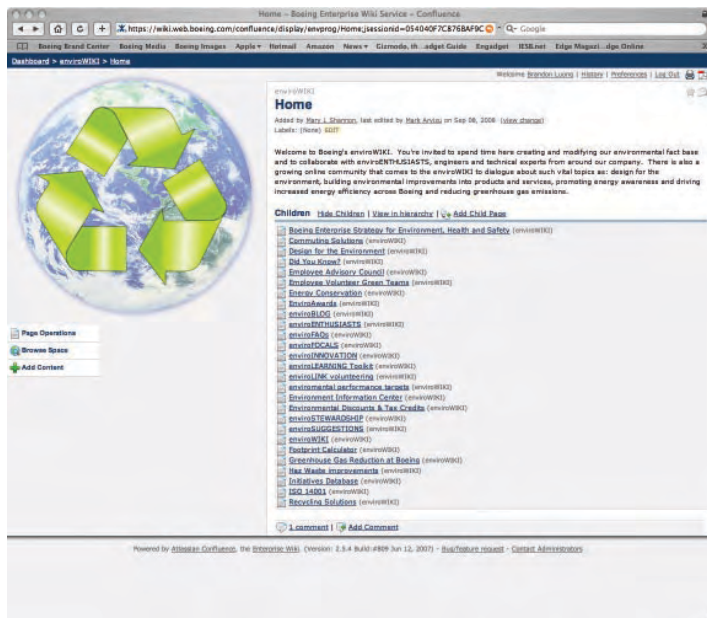 Home – Boeing Enterprise Wiki Service – Confluence
https://wiki.web.boeing.com/confluence/display/envprog/Home;jsessionid=054040F7CB76BAF9C
Q- Google
Boeing Brand Center Boeing Media Boeing Images Apple Hotmail Amazon News Gizmodo, th...adget Guide Engadget IESB.net Edge Magazi...dge Online
Dashboard > enviroWIKI > Home
Welcome Brandon Luong | History | Preferences | Log Out
enviroWIKI
Home
Added by Mary J. Shannon, last edited by Mark on Sep 08, 2008 (view change)
Labels: (None) EDIT
Welcome to Boeing's enviroWIKI. You're invited to spend time here creating and modifying our environmental fact base
and to collaborate with enviroENTHUSIASTS, engineers and technical experts from around our company. There is also a
growing online community that comes to the enviroWIKI to dialogue about such vital topics as: design for the
environment, building environmental improvements into products and services, promoting energy awareness and driving
increased energy efficiency across Boeing and reducing greenhouse gas emissions.
Children Hide Children | View in hierarchy | Add Child Page
Boeing Enterprise Strategy for Environment, Health and Safety (enviroWIKI)
Commuting Solutions (enviroWIKI)
Design for the Environment (enviroWIKI)
Did You Know? (enviroWIKI)
Employee Advisory Council (enviroWIKI)
Employee Volunteer Green Teams (enviroWIKI)
Energy Conservation (enviroWIKI)
EnviroAwards (enviroWIKI)
enviroBLOG (enviroWIKI)
enviroENTHUSIASTS (enviroWIKI)
enviroFAQs (enviroWIKI)
enviroFOCALS (enviroWIKI)
enviroINNOVATION (enviroWIKI)
enviroLEARNING Toolkit (enviroWIKI)
enviroLINK volunteering (enviroWIKI)
enviromental performance targets (enviroWIKI)
Environment Information Center (enviroWIKI)
Environmental Discounts & Tax Credits (enviroWIKI)
enviroSTEWARDSHIP (enviroWIKI)
enviroSUGGESTIONS (enviroWIKI)
enviroWIKI (enviroWIKI)
Footprint Calculator (enviroWIKI)
Greenhouse Gas Reduction at Boeing (enviroWIKI)
Haz Waste improvements (enviroWIKI)
Initiatives Database (enviroWIKI)
ISO 14001 (enviroWIKI)
Recycling Solutions (enviroWIKI)
1 comment | Add Comment
Page Operations
Browse Space
Add Content
Powered by Atlassian Confluence, the Enterprise Wiki. (Version: 2.5.4 Build:#809 Jun 12, 2007) - Bug/feature request - Contact Administrators